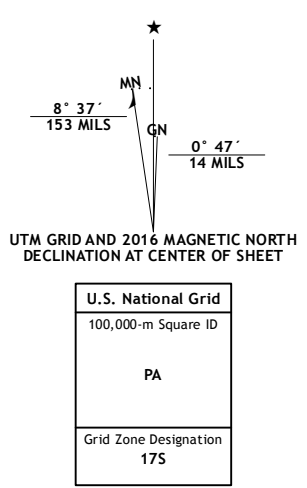 ★
MN
8° 37´
153 MILS
GN
0° 47´
14 MILS
UTM GRID AND 2016 MAGNETIC NORTH
DECLINATION AT CENTER OF SHEET
U.S. National Grid
100,000-m Square ID
PA
Grid Zone Designation
17S